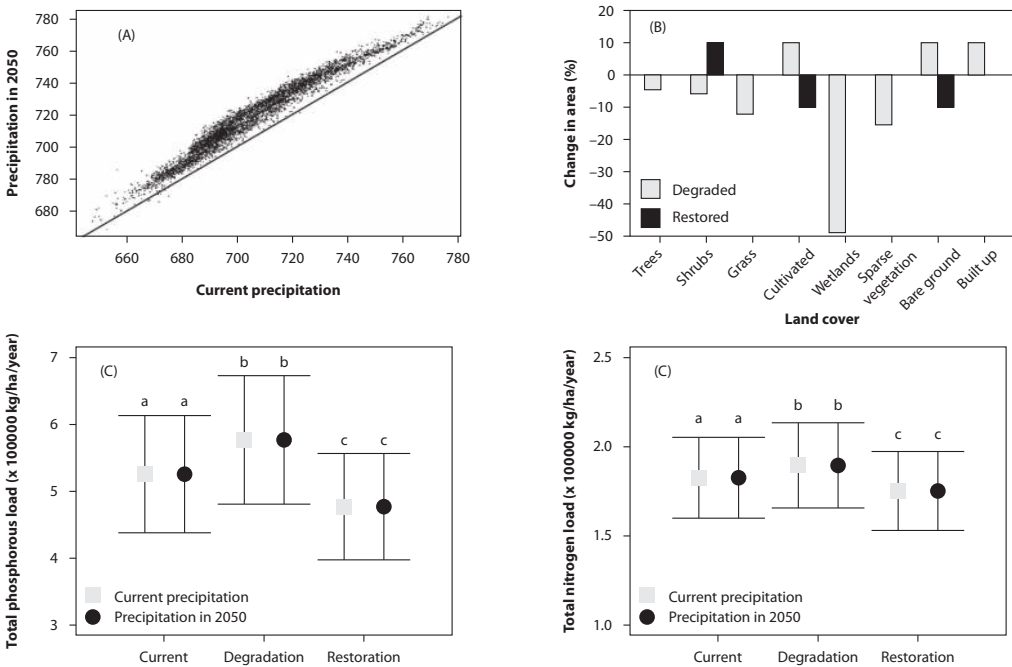 (A)
Precipiitation in 2050
780
760
740
720
700
780
680
660
680
700
720
740
760
780
Current precipitation
(B)
Change in area (%)
20
10
0
−10
−20
−30
−40
−50
Degraded
Restored
Trees
Shrubs
Grass
Cultivated
Wetlands
Sparse
vegetation
Bare ground
Built up
Land cover
(C)
Total phosphorous load (x 100000 kg/ha/year)
7
6
5
4
3
a a
b b
c c
Current precipitation
Precipitation in 2050
Current
Degradation
Restoration
(C)
Total nitrogen load (x 100000 kg/ha/year)
2.5
2.0
1.5
1.0
a a
b b
c c
Current precipitation
Precipitation in 2050
Current
Degradation
Restoration